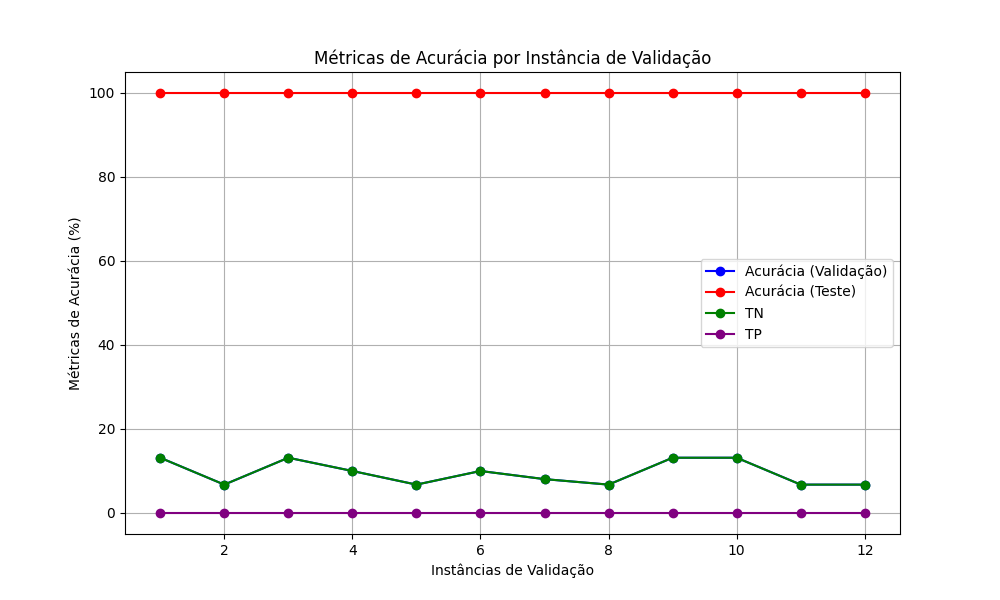 Métricas de Acurácia por Instância de Validação
Métricas de Acurácia (%)
100
80
60
40
20
0
Acurácia (Validação)
Acurácia (Teste)
TN
TP
2 4 6 8 10 12
Instâncias de Validação